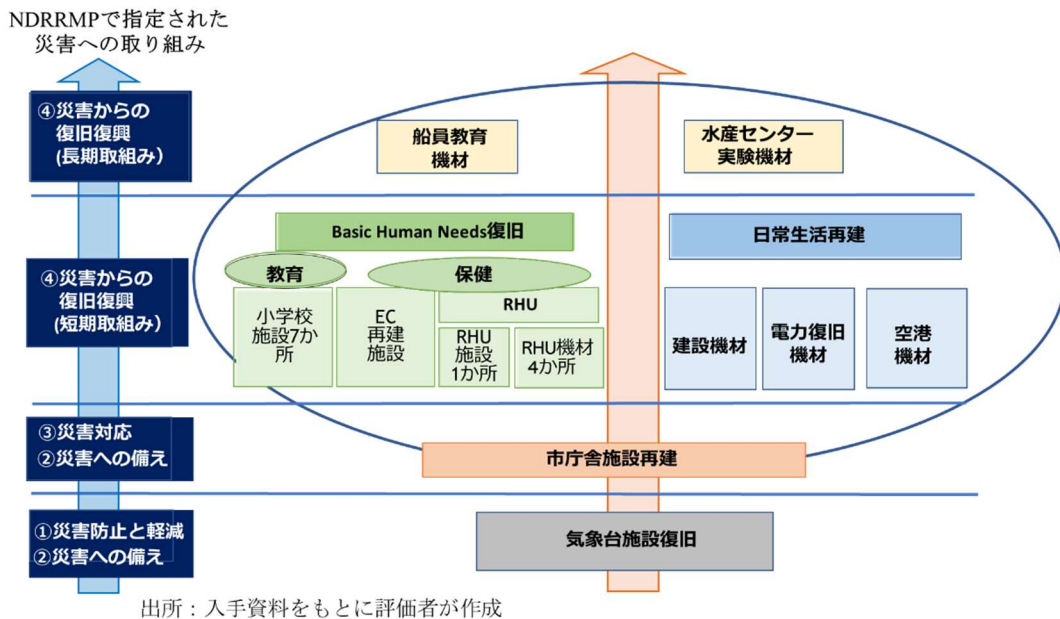 NDRRMPで指定された
災害への取り組み
④災害からの
復旧復興
(長期取組み）
船員教育
機材
水産センター
実験機材
④災害からの
復旧復興
(短期取組み）
Basic Human Needs復旧
日常生活再建
教育
保健
小学校
施設7か
所
EC
再建
施設
RHU
RHU
施設
1か所
RHU機材
4か所
建設機材
電力復旧
機材
空港
機材
③災害対応
②災害への備え
市庁舎施設再建
①災害防止と軽減
②災害への備え
気象台施設復旧
出所：入手資料をもとに評価者が作成